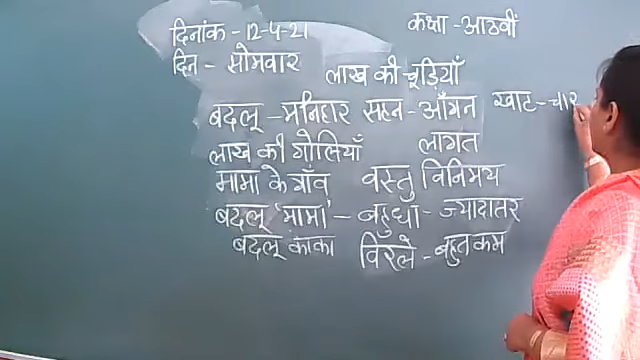 दिनांक - 12-4-21 कक्षा - आठवीं
दिन - सोमवार
लाख की चूड़ियाँ
बदलू - मनिहार सहन - आँगन खाट - चार
लाख की गोलियाँ लागत
मामा के गाँव वस्तु विनिमय
बदलू 'मामा' - बहुधा - ज्यादातर
बदलू काका विरले - बहुत कम